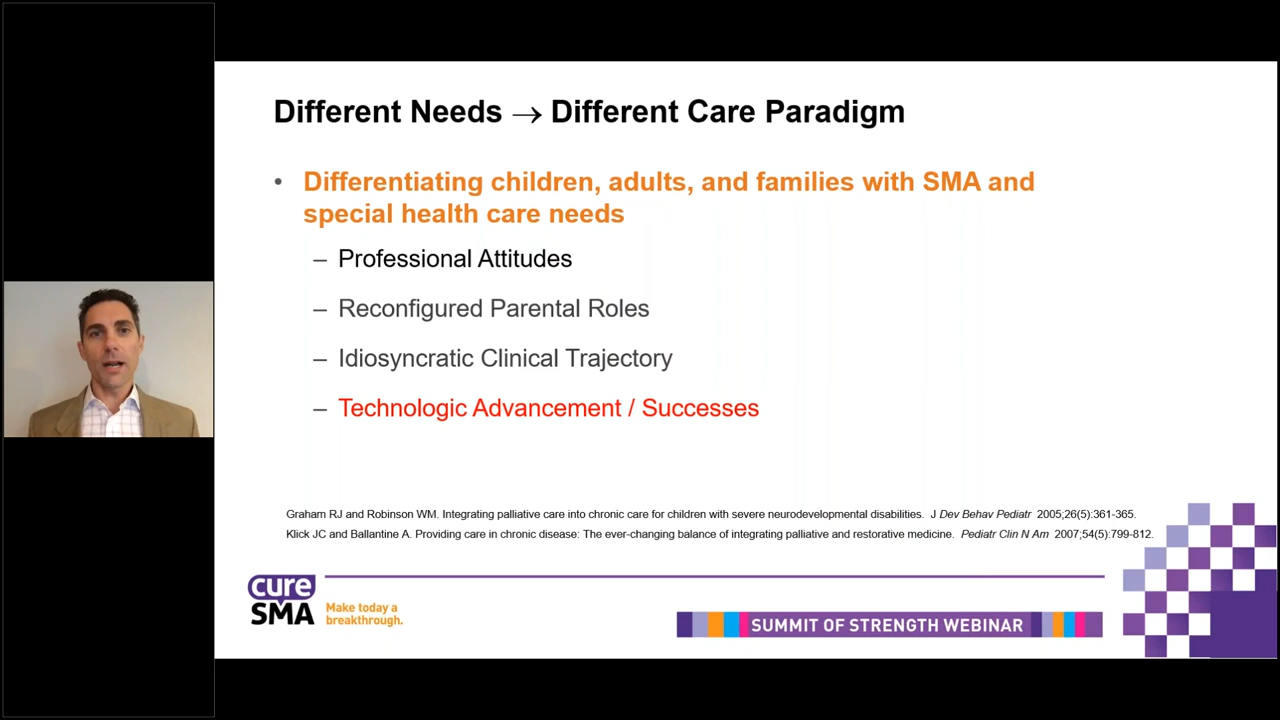 Different Needs → Different Care Paradigm
• Differentiating children, adults, and families with SMA and
special health care needs
– Professional Attitudes
– Reconfigured Parental Roles
– Idiosyncratic Clinical Trajectory
– Technologic Advancement / Successes
Graham RJ and Robinson WM. Integrating palliative care into chronic care for children with severe neurodevelopmental disabilities. J Dev Behav Pediatr 2005;26(5):361-365.
Klick JC and Ballantine A. Providing care in chronic disease: The ever-changing balance of integrating palliative and restorative medicine. Pediatr Clin N Am 2007;54(5):799-812.
cure
SMA
Make today a
breakthrough.
SUMMIT OF STRENGTH WEBINAR